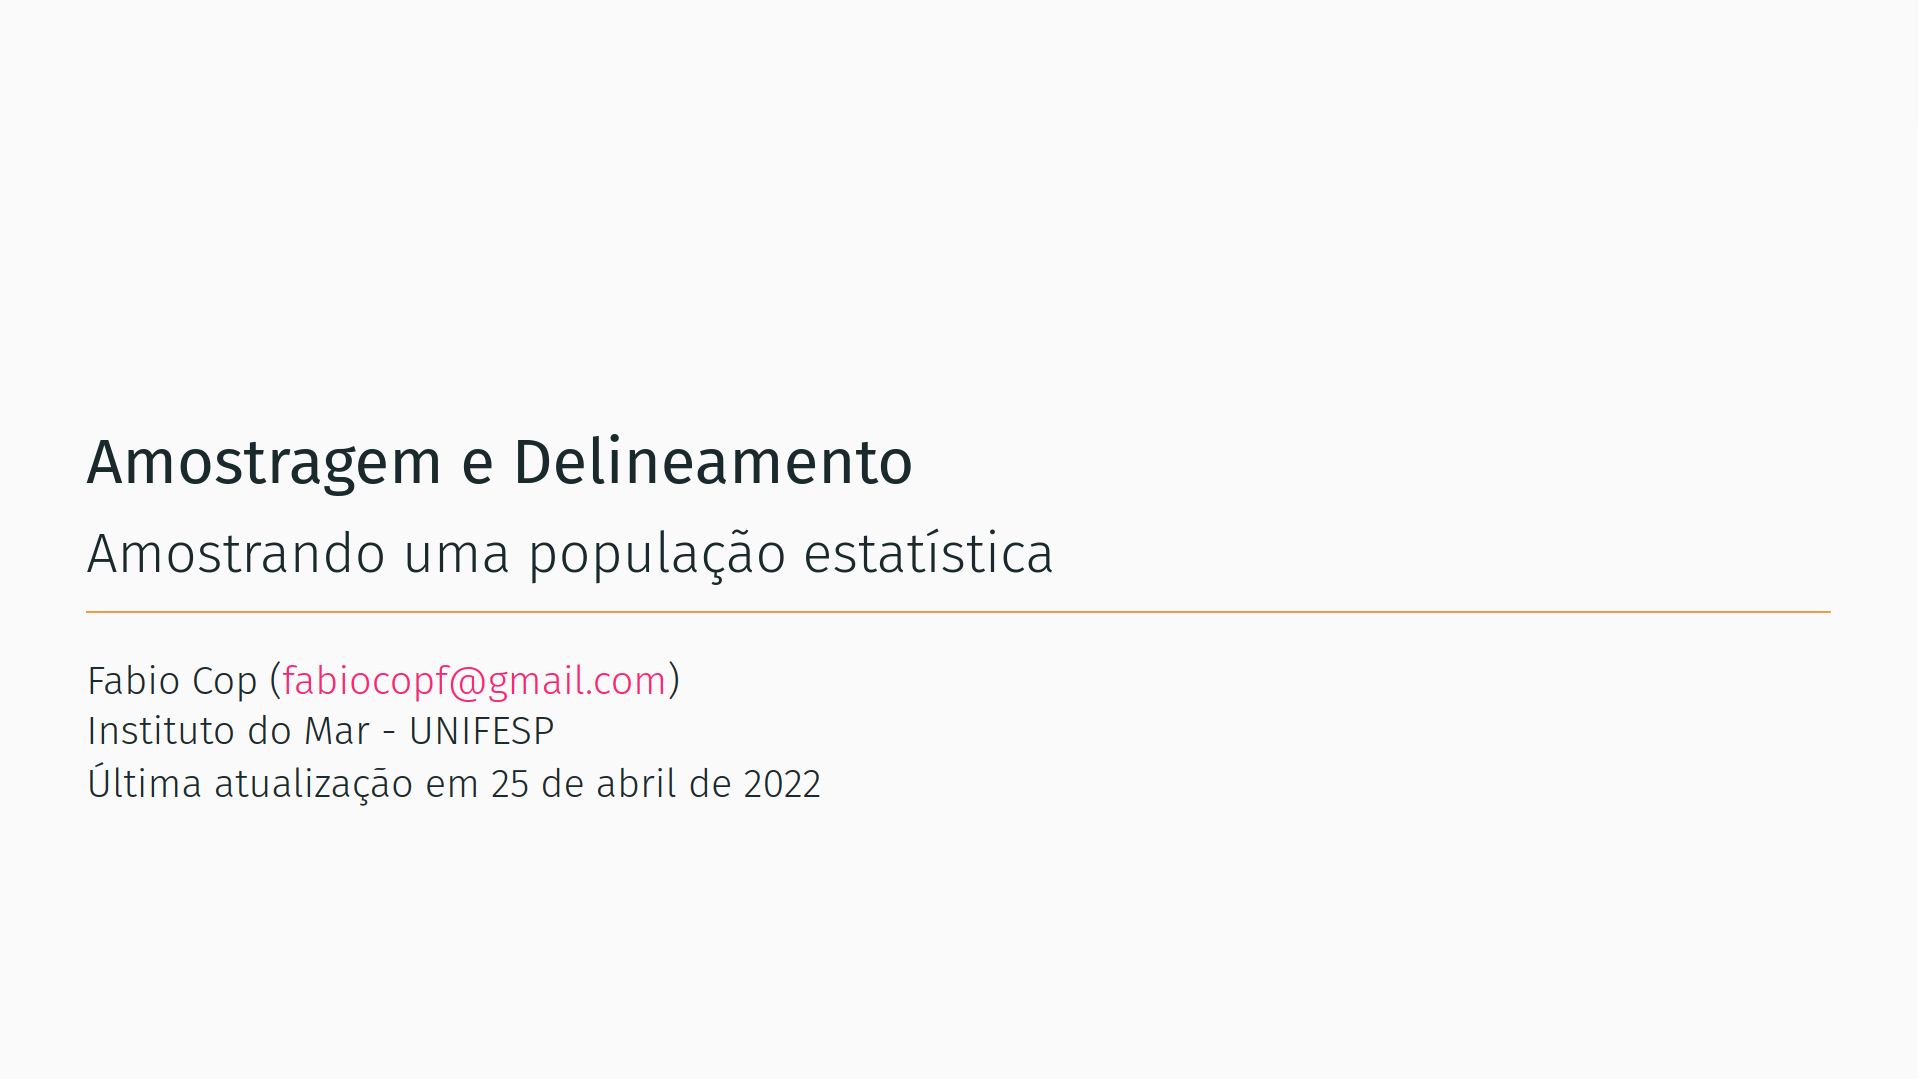 Amostragem e Delineamento
Amostrando uma população estatística
Fabio Cop (fabiocopf@gmail.com)
Instituto do Mar - UNIFESP
Última atualização em 25 de abril de 2022